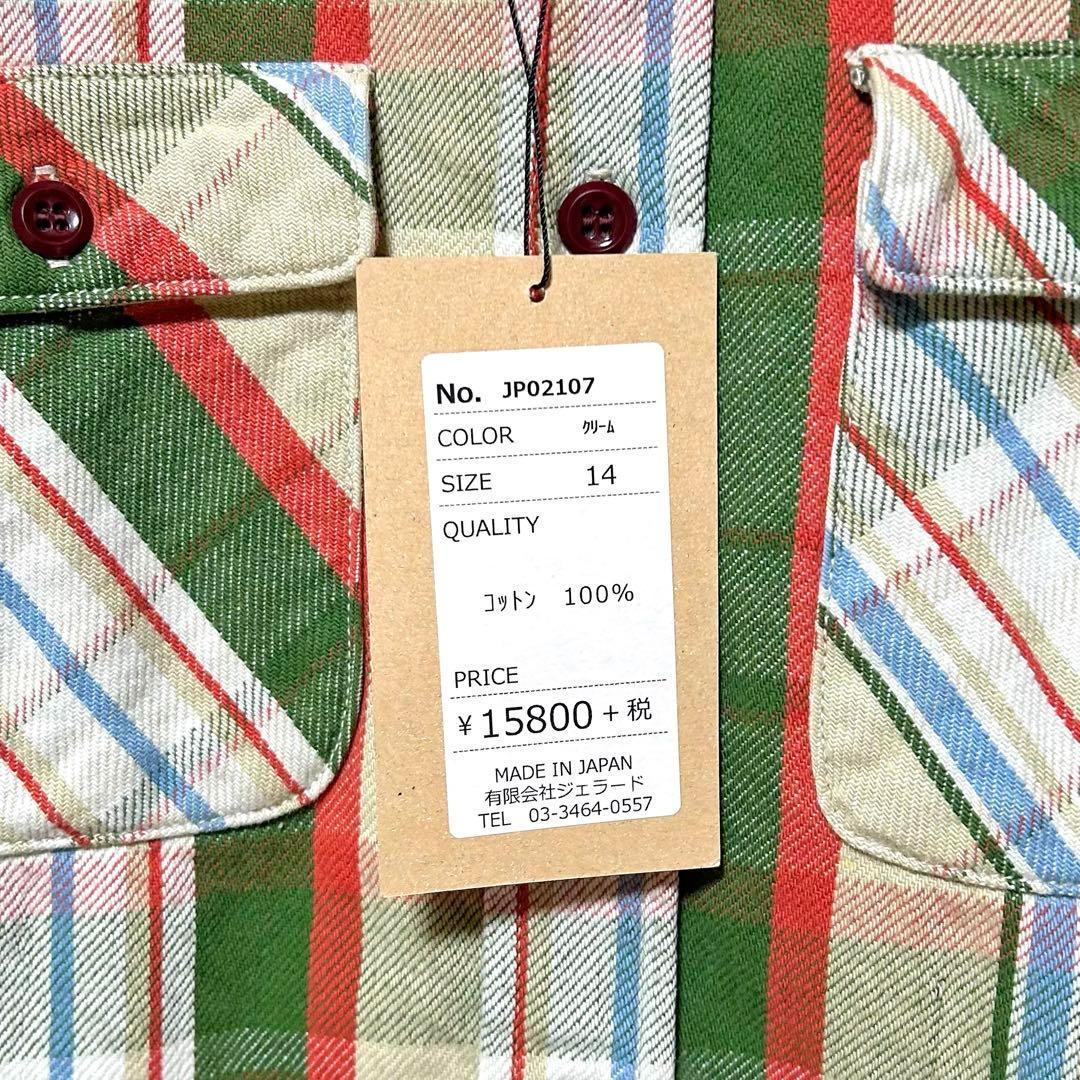 No. JP02107
COLOR ｸﾘｰﾑ
SIZE 14
QUALITY
ｺｯﾄﾝ 100%
PRICE
¥15800+税
MADE IN JAPAN
有限会社ジェラード
TEL 03-3464-0557